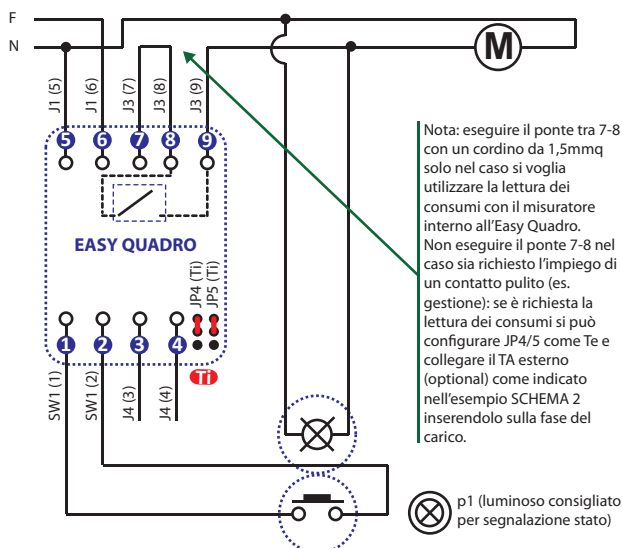 F
N
M
J1 (5)
J1 (6)
J3 (7)
J3 (8)
J3 (9)
5
6
7
8
9
EASY QUADRO
JP4 (Ti)
JP5 (Ti)
1
2
3
4
Ti
SW1 (1)
SW1 (2)
J4 (3)
J4 (4)
Nota: eseguire il ponte tra 7-8
con un cordino da 1,5mmq
solo nel caso si voglia
utilizzare la lettura dei
consumi con il misuratore
interno all'Easy Quadro.
Non eseguire il ponte 7-8 nel
caso sia richiesto l'impiego di
un contatto pulito (es.
gestione): se è richiesta la
lettura dei consumi si può
configurare JP4/5 come Te e
collegare il TA esterno
(optional) come indicato
nell'esempio SCHEMA 2
inserendolo sulla fase del
carico.
p1 (luminoso consigliato
per segnalazione stato)